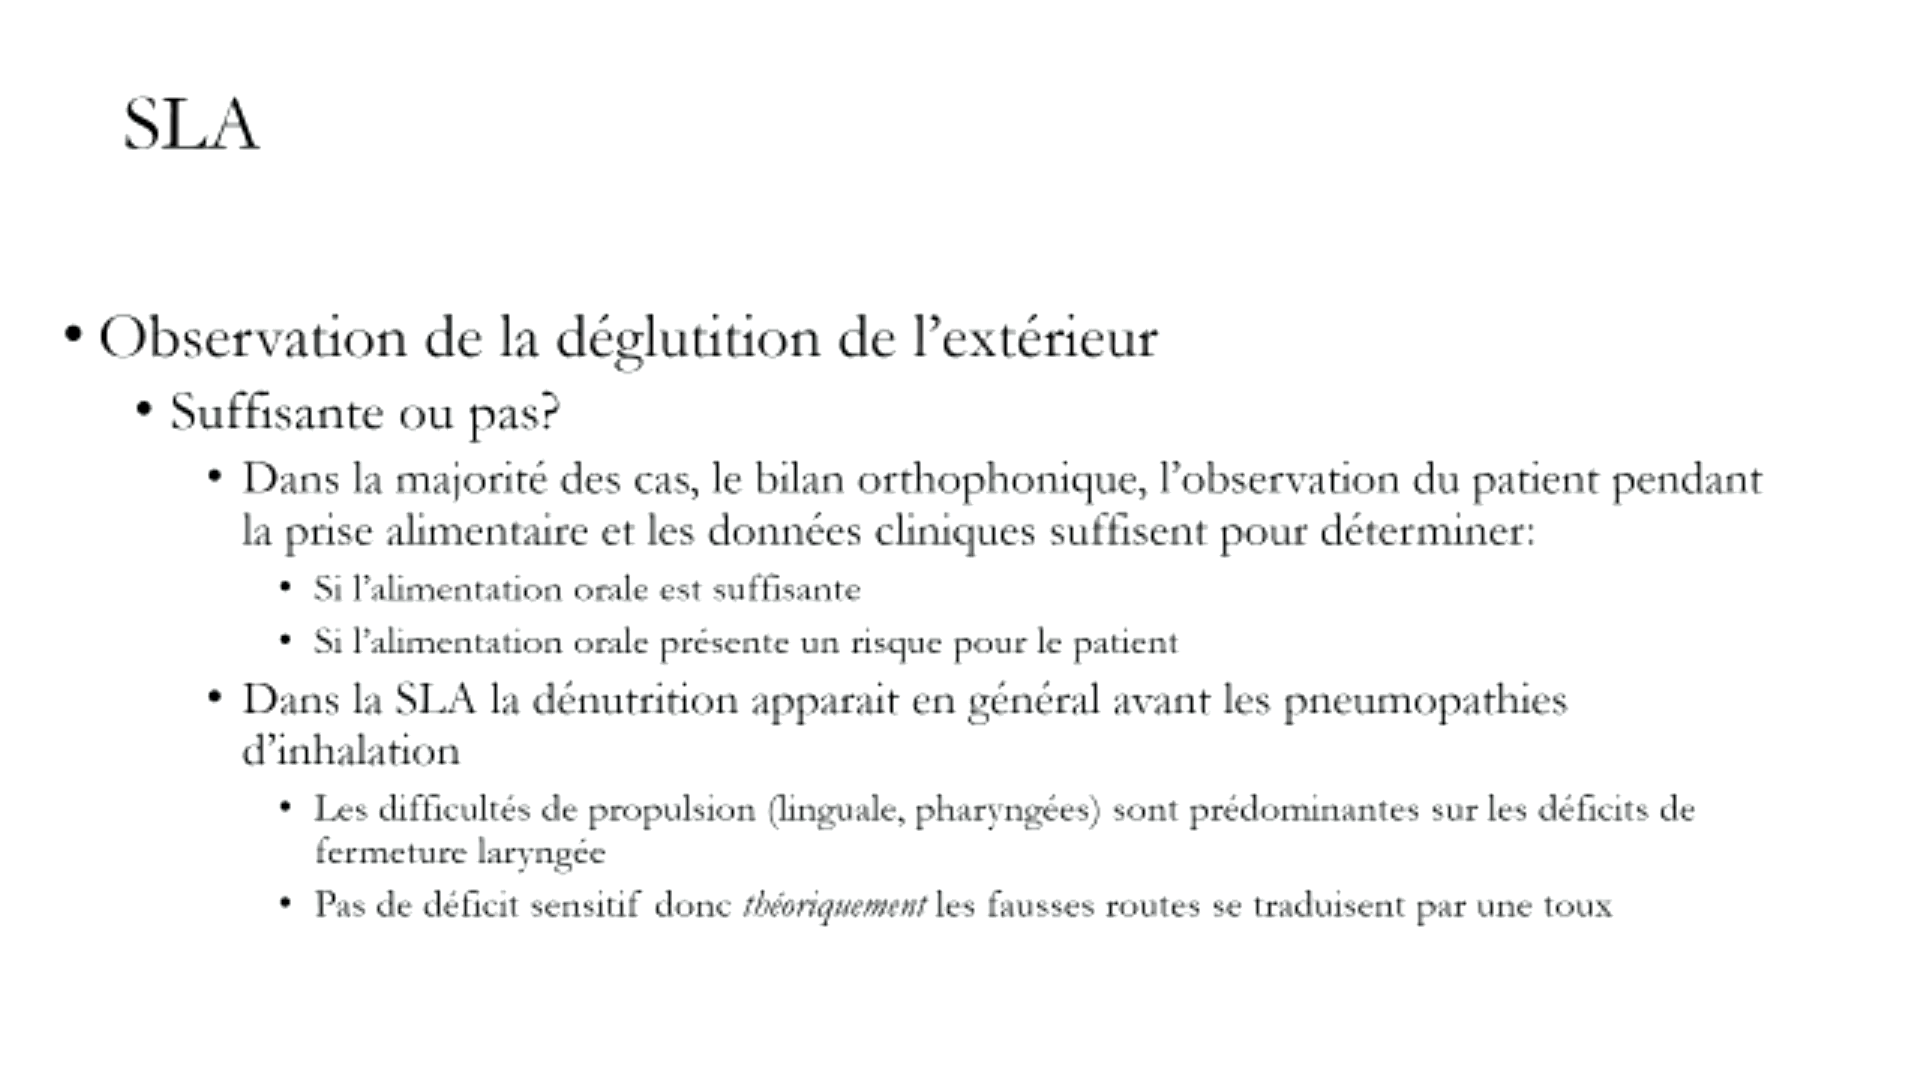 SLA
• Observation de la déglutition de l'extérieur
• Suffisante ou pas?
• Dans la majorité des cas, le bilan orthophonique, l'observation du patient pendant
la prise alimentaire et les données cliniques suffisent pour déterminer:
• Si l'alimentation orale est suffisante
• Si l'alimentation orale présente un risque pour le patient
• Dans la SLA la dénutrition apparait en général avant les pneumopathies
d'inhalation
• Les difficultés de propulsion (linguale, pharyngées) sont prédominantes sur les déficits de
fermeture laryngée
• Pas de déficit sensitif donc théoriquement les fausses routes se traduisent par une toux